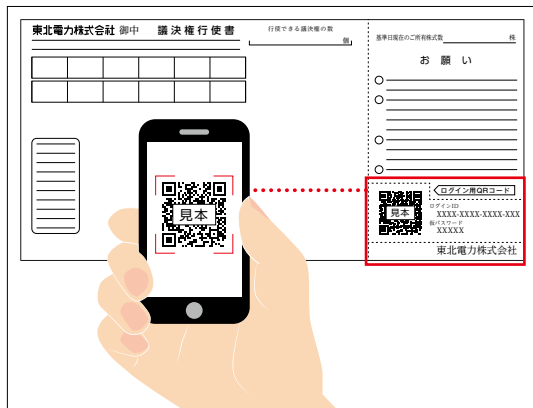 東北電力株式会社 御中 議決権行使書
行使できる議決権の数
個
基準日現在のご所有株式数 株
お願い
見本
見本
ログイン用QRコード
ログインID
XXXX-XXXX-XXXX-XXX
仮パスワード
XXXXX
東北電力株式会社